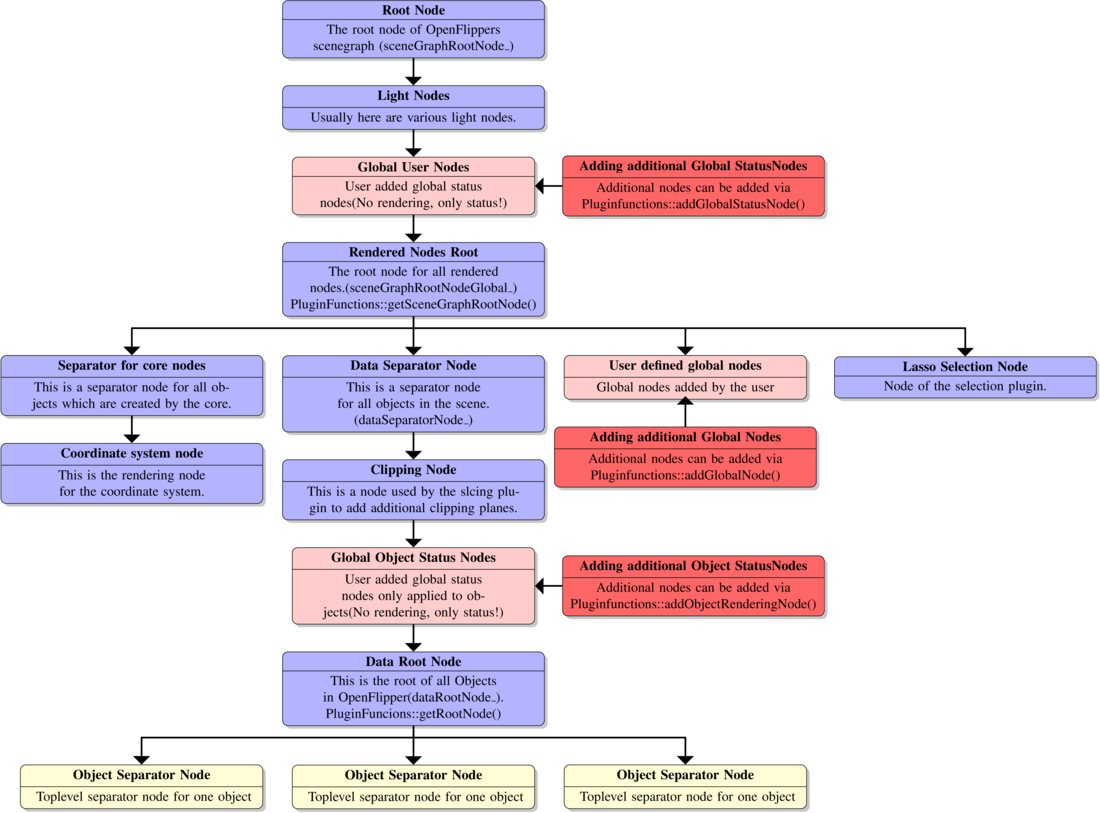 Root Node
The root node of OpenFlippers
scenegraph (sceneGraphRootNode_)
Light Nodes
Usually here are various light nodes.
Global User Nodes
User added global status
nodes(No rendering, only status!)
Adding additional Global StatusNodes
Additional nodes can be added via
Pluginfunctions::addGlobalStatusNode()
Rendered Nodes Root
The root node for all rendered
nodes.(sceneGraphRootNodeGlobal_)
PluginFunctions::getSceneGraphRootNode()
Separator for core nodes
This is a separator node for all ob-
jects which are created by the core.
Data Separator Node
This is a separator node
for all objects in the scene.
(dataSeparatorNode_)
User defined global nodes
Global nodes added by the user
Lasso Selection Node
Node of the selection plugin.
Coordinate system node
This is the rendering node
for the coordinate system.
Adding additional Global Nodes
Additional nodes can be added via
Pluginfunctions::addGlobalNode()
Clipping Node
This is a node used by the slcing plu-
gin to add additional clipping planes.
Global Object Status Nodes
User added global status
nodes only applied to ob-
jects(No rendering, only status!)
Adding additional Object StatusNodes
Additional nodes can be added via
Pluginfunctions::addObjectRenderingNode()
Data Root Node
This is the root of all Objects
in OpenFlipper(dataRootNode_).
PluginFuncions::getRootNode()
Object Separator Node
Toplevel separator node for one object
Object Separator Node
Toplevel separator node for one object
Object Separator Node
Toplevel separator node for one object